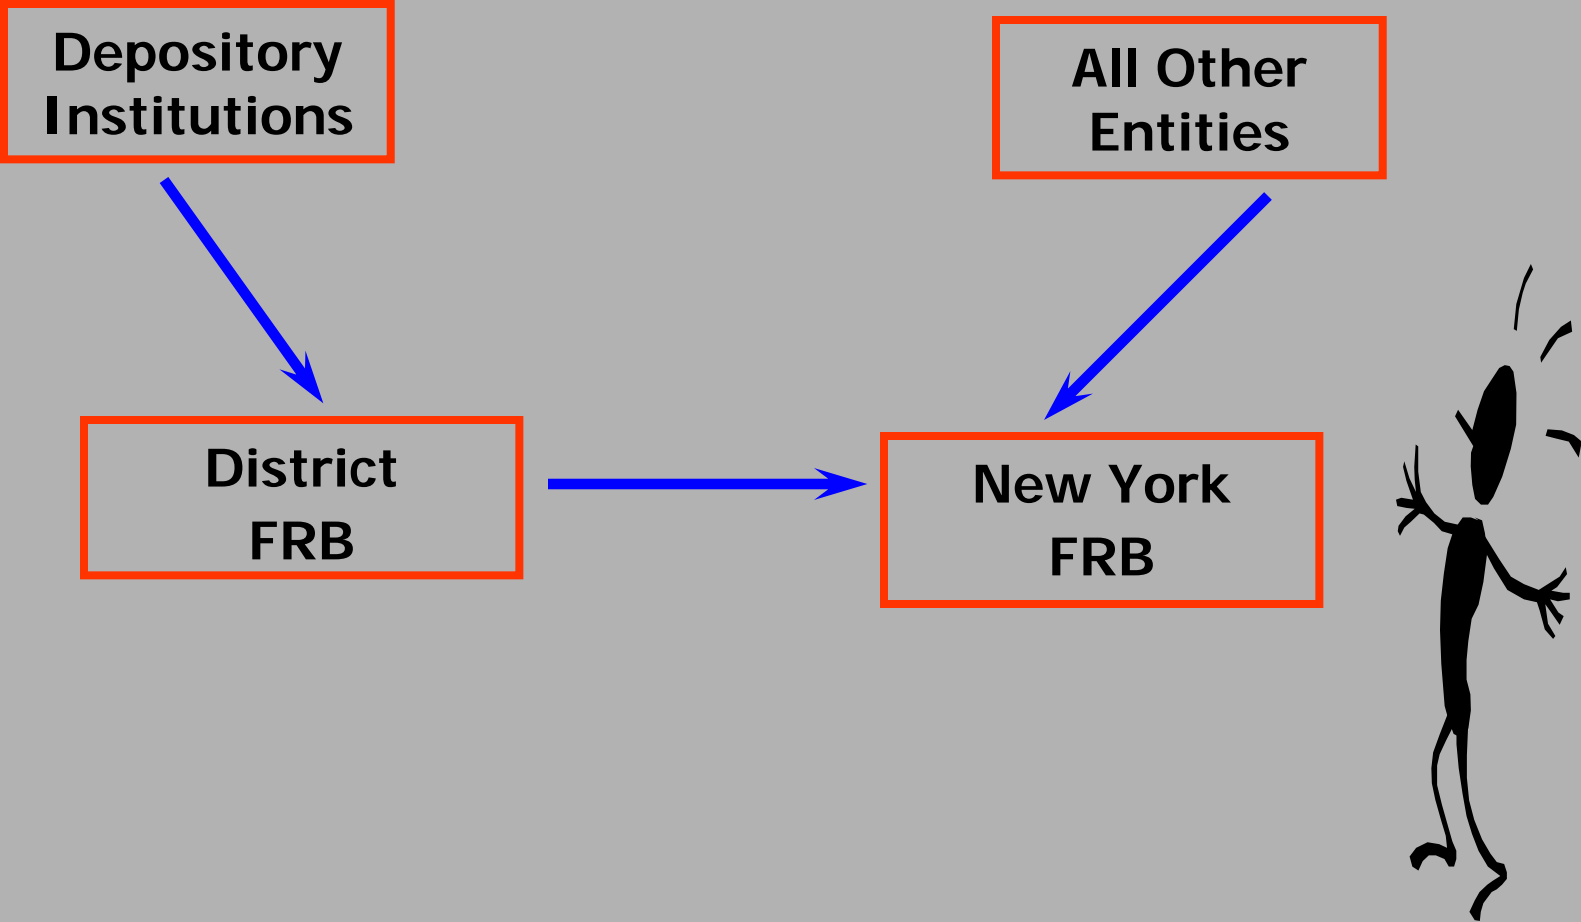 Depository
Institutions
All Other
Entities
District
FRB
New York
FRB